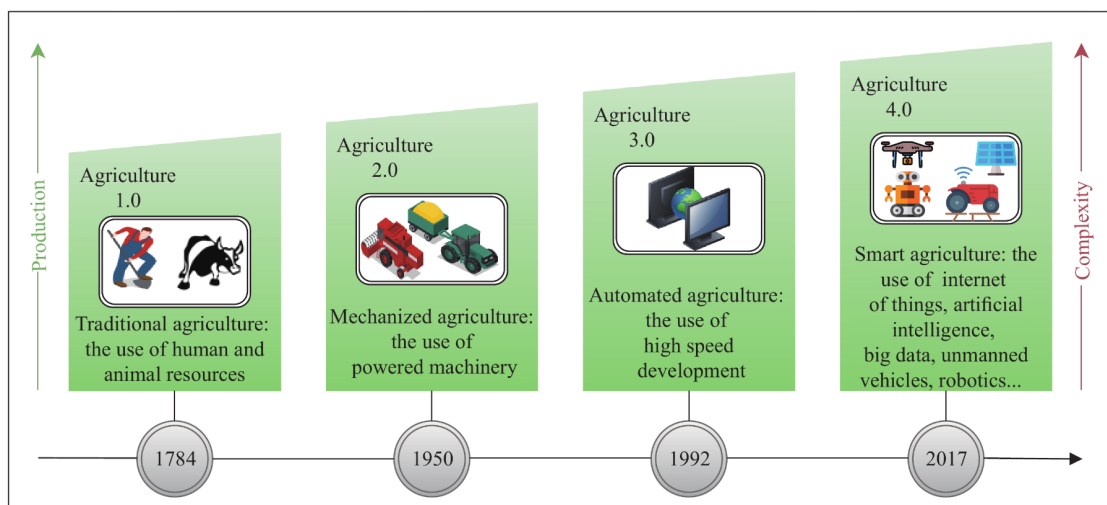 Production
Agriculture
1.0
Traditional agriculture:
the use of human and
animal resources
1784
Agriculture
2.0
Mechanized agriculture:
the use of
powered machinery
1950
Agriculture
3.0
Automated agriculture:
the use of
high speed
development
1992
Agriculture
4.0
Smart agriculture: the
use of internet
of things, artificial
intelligence,
big data, unmanned
vehicles, robotics...
2017
Complexity